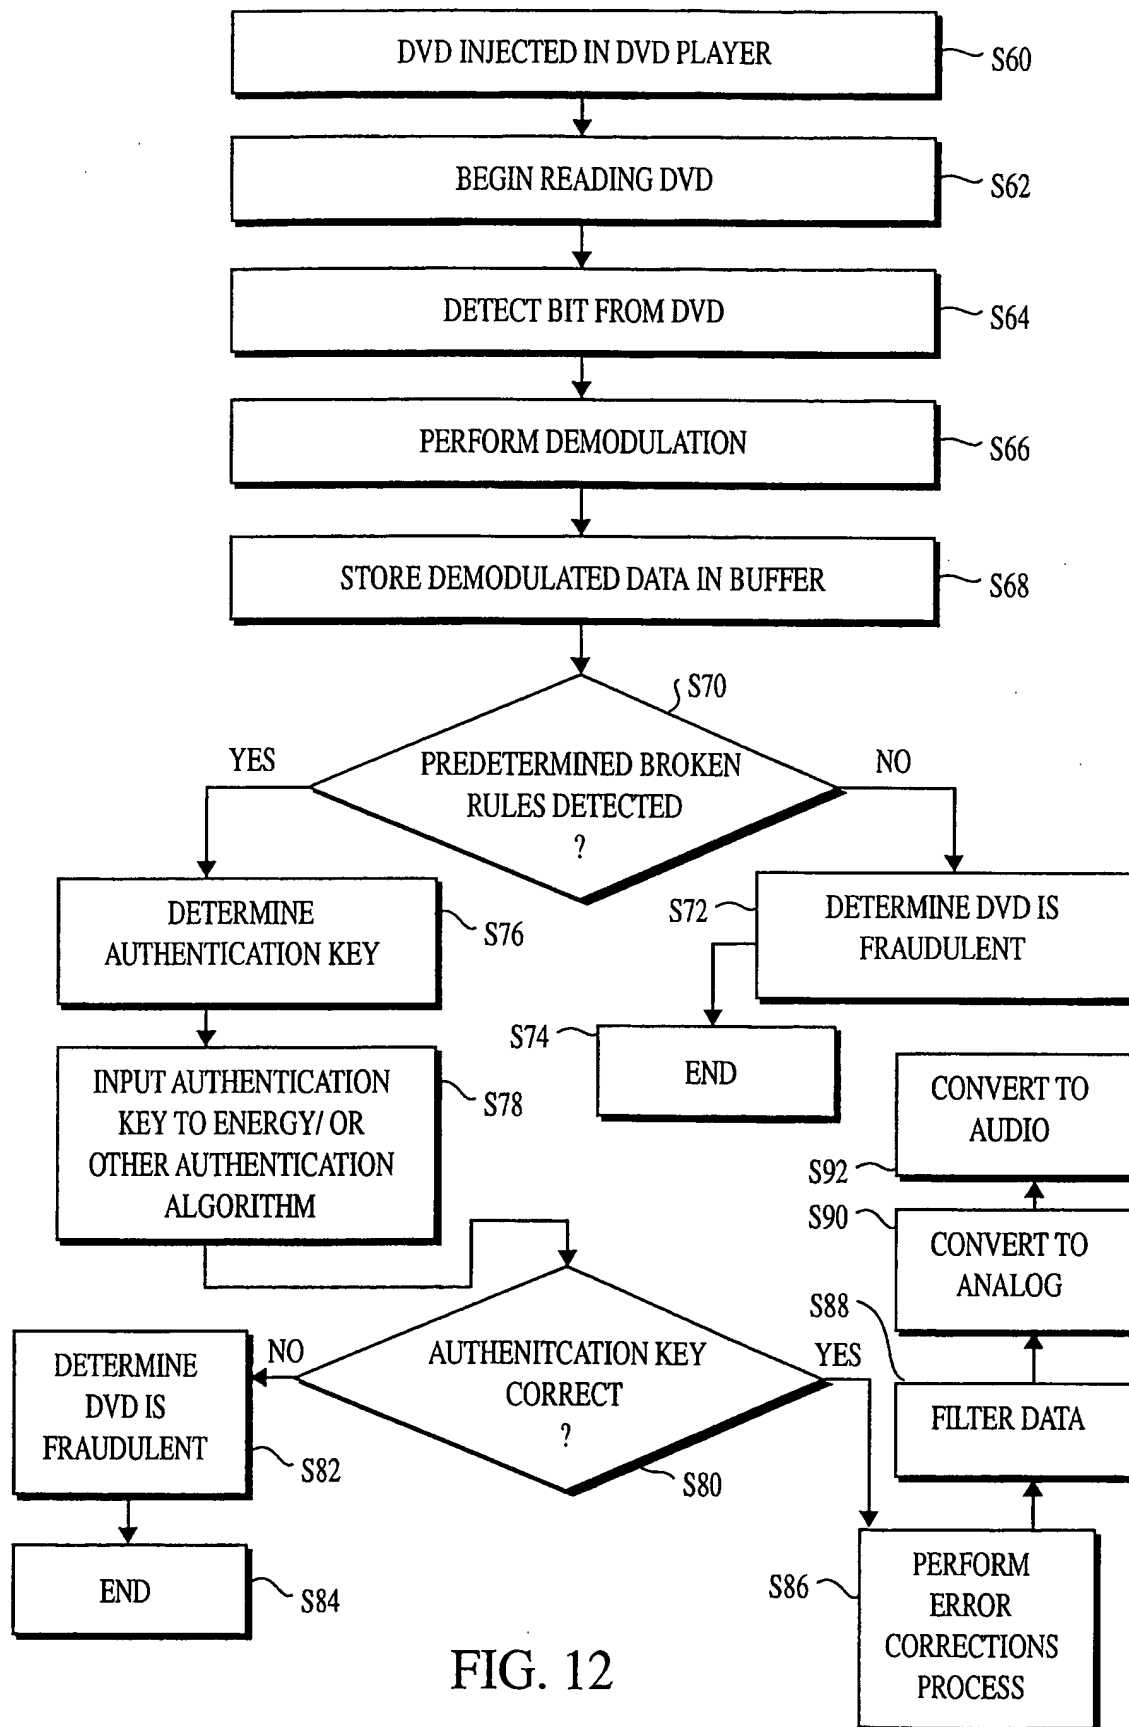 DVD INJECTED IN DVD PLAYER
S60
BEGIN READING DVD
S62
DETECT BIT FROM DVD
S64
PERFORM DEMODULATION
S66
STORE DEMODULATED DATA IN BUFFER
S68
S70
PREDETERMINED BROKEN
RULES DETECTED
?
YES
NO
DETERMINE
AUTHENTICATION KEY
S76
S72
DETERMINE DVD IS
FRAUDULENT
S74
END
INPUT AUTHENTICATION
KEY TO ENERGY/ OR
OTHER AUTHENTICATION
ALGORITHM
S78
CONVERT TO
AUDIO
S92
S90
CONVERT TO
ANALOG
S88
FILTER DATA
AUTHENITCATION KEY
CORRECT
?
S80
NO
YES
DETERMINE
DVD IS
FRAUDULENT
S82
END
S84
S86
PERFORM
ERROR
CORRECTIONS
PROCESS
FIG. 12